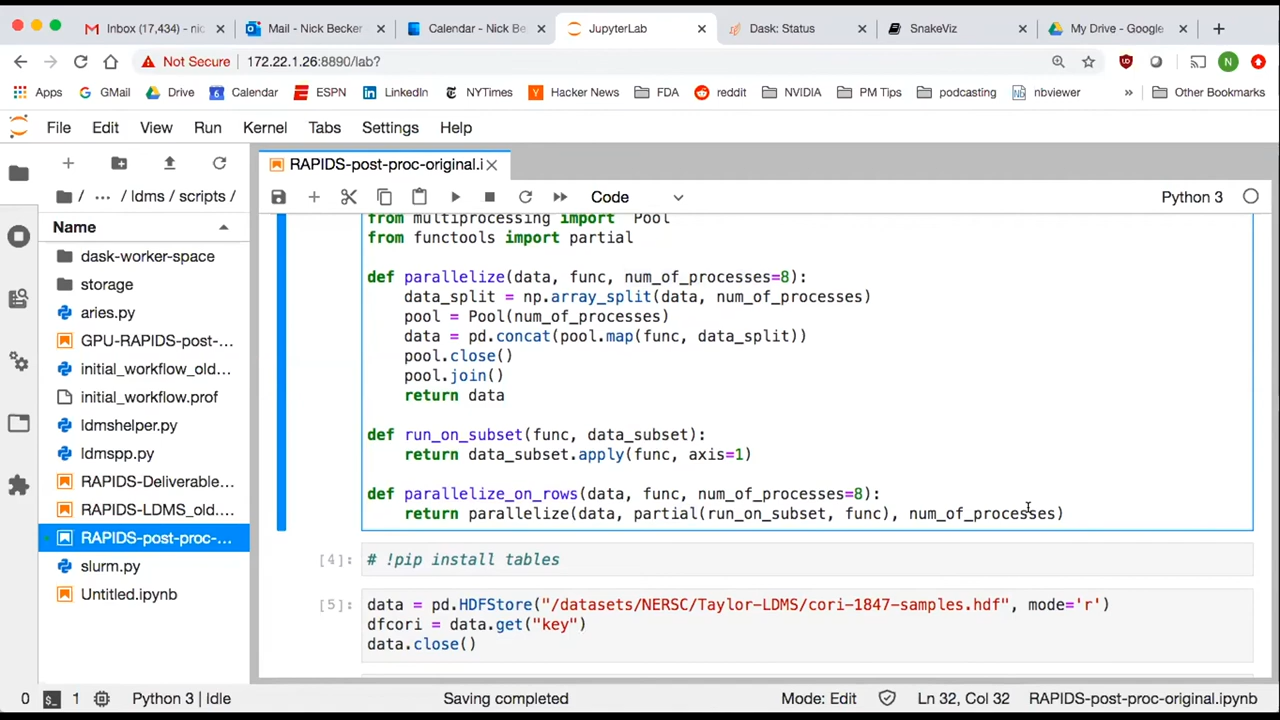 Inbox (17,434) - nic
Mail - Nick Becker
Calendar - Nick Be
JupyterLab
Dask: Status
SnakeViz
My Drive - Google
Not Secure 172.22.1.26:8890/lab?
N
Apps GMail Drive 6 Calendar ESPN LinkedIn NYTimes Y Hacker News FDA reddit NVIDIA PM Tips podcasting nbviewer » Other Bookmarks
File Edit View Run Kernel Tabs Settings Help
RAPIDS-post-proc-original.i
/ ... / ldms / scripts /
Code
Python 3
Name
dask-worker-space
storage
aries.py
GPU-RAPIDS-post-...
initial_workflow_old...
initial_workflow.prof
ldmshelper.py
ldmspp.py
RAPIDS-Deliverable...
RAPIDS-LDMS_old....
RAPIDS-post-proc-...
slurm.py
Untitled.ipynb
from multiprocessing import  Pool
from functools import partial
def parallelize(data, func, num_of_processes=8):
data_split = np.array_split(data, num_of_processes)
pool = Pool(num_of_processes)
data = pd.concat(pool.map(func, data_split))
pool.close()
pool.join()
return data
def run_on_subset(func, data_subset):
return data_subset.apply(func, axis=1)
def parallelize_on_rows(data, func, num_of_processes=8):
return parallelize(data, partial(run_on_subset, func), num_of_processes)
[4]: # !pip install tables
[5]: data = pd.HDFStore("/datasets/NERSC/Taylor-LDMS/cori-1847-samples.hdf", mode='r')
dfcori = data.get("key")
data.close()
0 1 Python 3 | Idle Saving completed Mode: Edit Ln 32, Col 32 RAPIDS-post-proc-original.ipynb